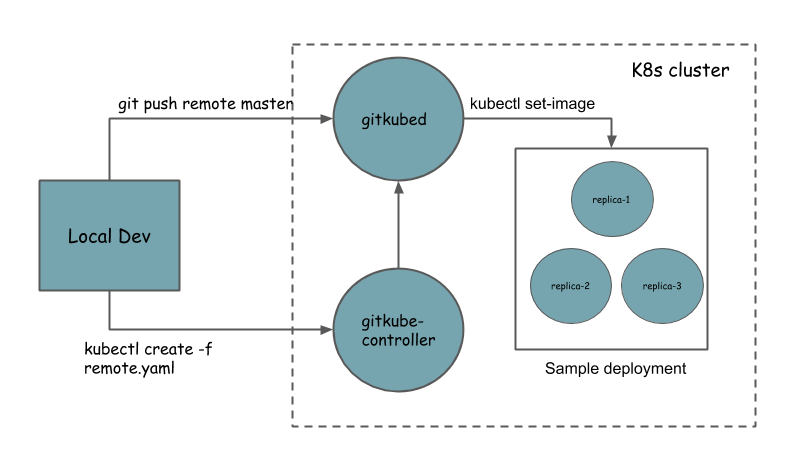 K8s cluster
git push remote master
gitkubed
kubectl set-image
replica-1
Local Dev
replica-2
replica-3
gitkube-
controller
kubectl create -f
remote.yaml
Sample deployment